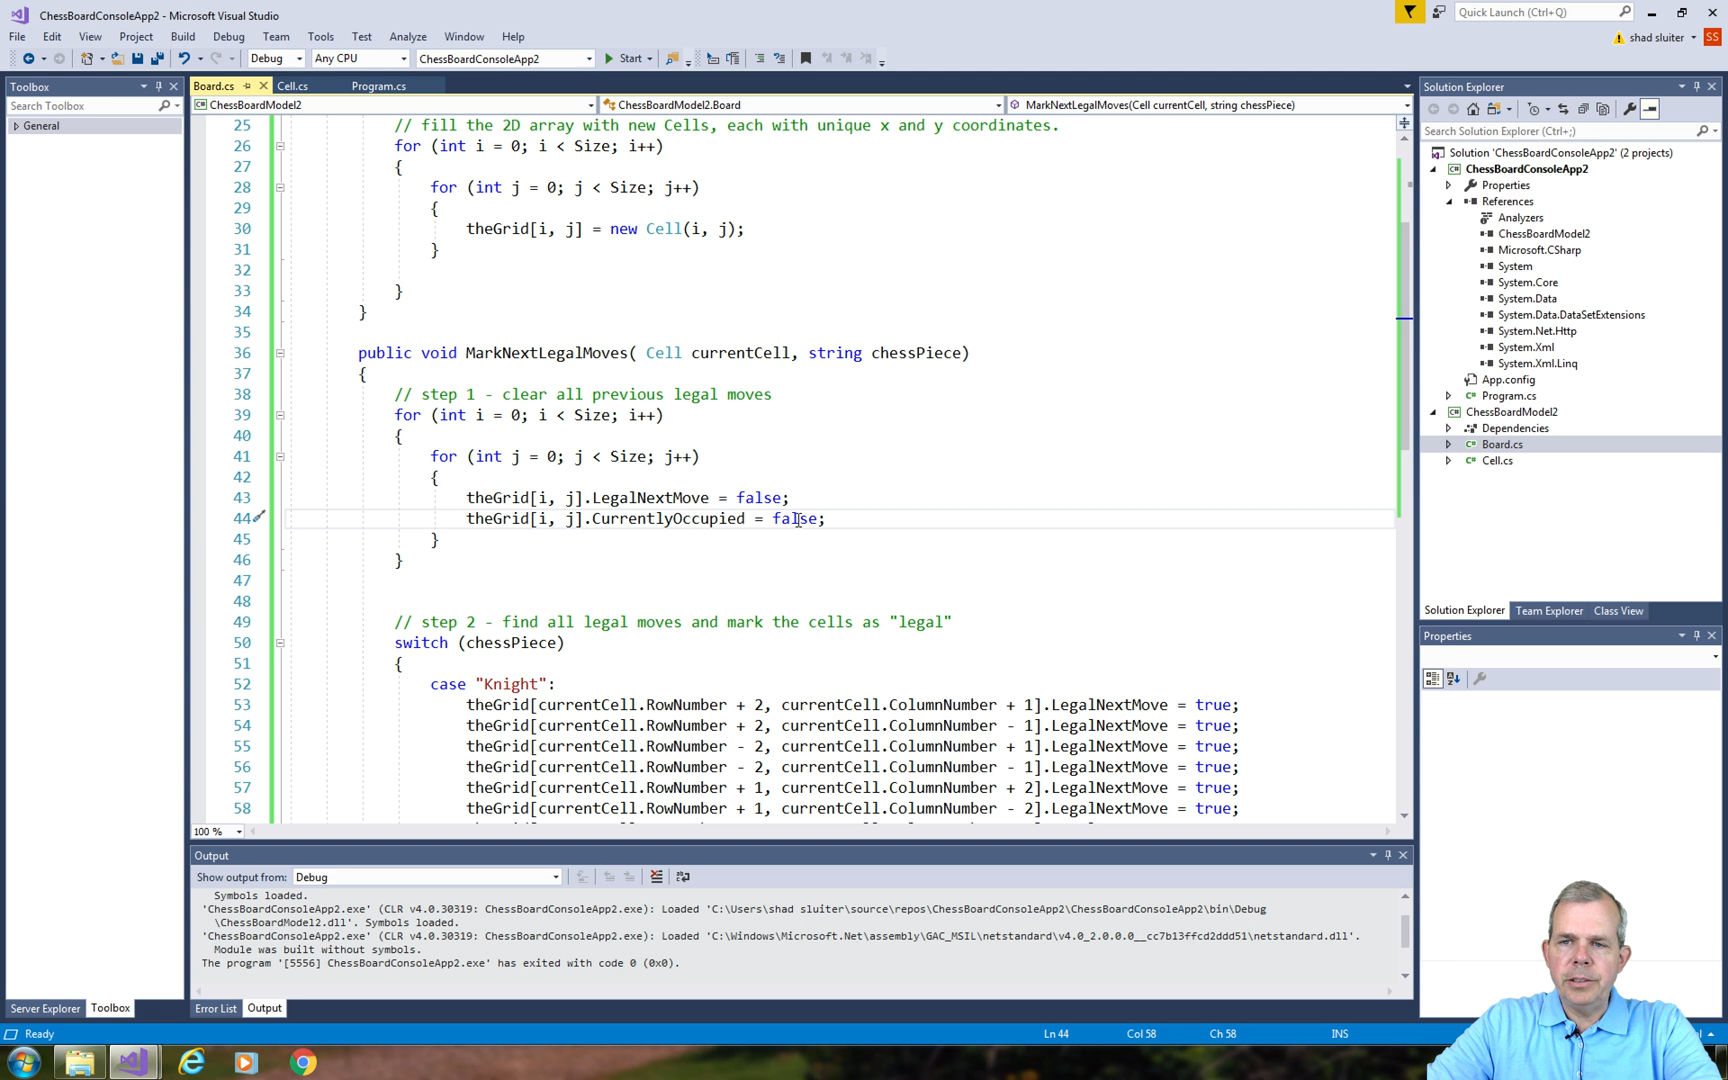 ChessBoardConsoleApp2 - Microsoft Visual Studio
Quick Launch (Ctrl+Q)
File Edit View Project Build Debug Team Tools Test Analyze Window Help
shad sluiter SS
Debug Any CPU ChessBoardConsoleApp2 Start
Toolbox
Search Toolbox
General
Board.cs Cell.cs Program.cs
ChessBoardModel2 ChessBoardModel2.Board MarkNextLegalMoves(Cell currentCell, string chessPiece)
25 // fill the 2D array with new Cells, each with unique x and y coordinates.
26 for (int i = 0; i < Size; i++)
27 {
28 for (int j = 0; j < Size; j++)
29 {
30 theGrid[i, j] = new Cell(i, j);
31 }
32
33 }
34 }
35
36 public void MarkNextLegalMoves( Cell currentCell, string chessPiece)
37 {
38 // step 1 - clear all previous legal moves
39 for (int i = 0; i < Size; i++)
40 {
41 for (int j = 0; j < Size; j++)
42 {
43 theGrid[i, j].LegalNextMove = false;
44 theGrid[i, j].CurrentlyOccupied = false;
45 }
46 }
47
48
49 // step 2 - find all legal moves and mark the cells as "legal"
50 switch (chessPiece)
51 {
52 case "Knight":
53 theGrid[currentCell.RowNumber + 2, currentCell.ColumnNumber + 1].LegalNextMove = true;
54 theGrid[currentCell.RowNumber + 2, currentCell.ColumnNumber - 1].LegalNextMove = true;
55 theGrid[currentCell.RowNumber - 2, currentCell.ColumnNumber + 1].LegalNextMove = true;
56 theGrid[currentCell.RowNumber - 2, currentCell.ColumnNumber - 1].LegalNextMove = true;
57 theGrid[currentCell.RowNumber + 1, currentCell.ColumnNumber + 2].LegalNextMove = true;
58 theGrid[currentCell.RowNumber + 1, currentCell.ColumnNumber - 2].LegalNextMove = true;
100 %
Output
Show output from: Debug
Symbols loaded.
'ChessBoardConsoleApp2.exe' (CLR v4.0.30319: ChessBoardConsoleApp2.exe): Loaded 'C:\Users\shad sluiter\source\repos\ChessBoardConsoleApp2\ChessBoardConsoleApp2\bin\Debug
\ChessBoardModel2.dll'. Symbols loaded.
'ChessBoardConsoleApp2.exe' (CLR v4.0.30319: ChessBoardConsoleApp2.exe): Loaded 'C:\Windows\Microsoft.Net\assembly\GAC_MSIL\netstandard\v4.0_2.0.0.0__cc7b13ffcd2ddd51\netstandard.dll'.
Module was built without symbols.
The program '[5556] ChessBoardConsoleApp2.exe' has exited with code 0 (0x0).
Server Explorer Toolbox
Error List Output
Solution Explorer
Search Solution Explorer (Ctrl+;)
Solution 'ChessBoardConsoleApp2' (2 projects)
ChessBoardConsoleApp2
Properties
References
Analyzers
ChessBoardModel2
Microsoft.CSharp
System
System.Core
System.Data
System.Data.DataSetExtensions
System.Net.Http
System.Xml
System.Xml.Linq
App.config
Program.cs
ChessBoardModel2
Dependencies
Board.cs
Cell.cs
Solution Explorer Team Explorer Class View
Properties
Ready Ln 44 Col 58 Ch 58 INS